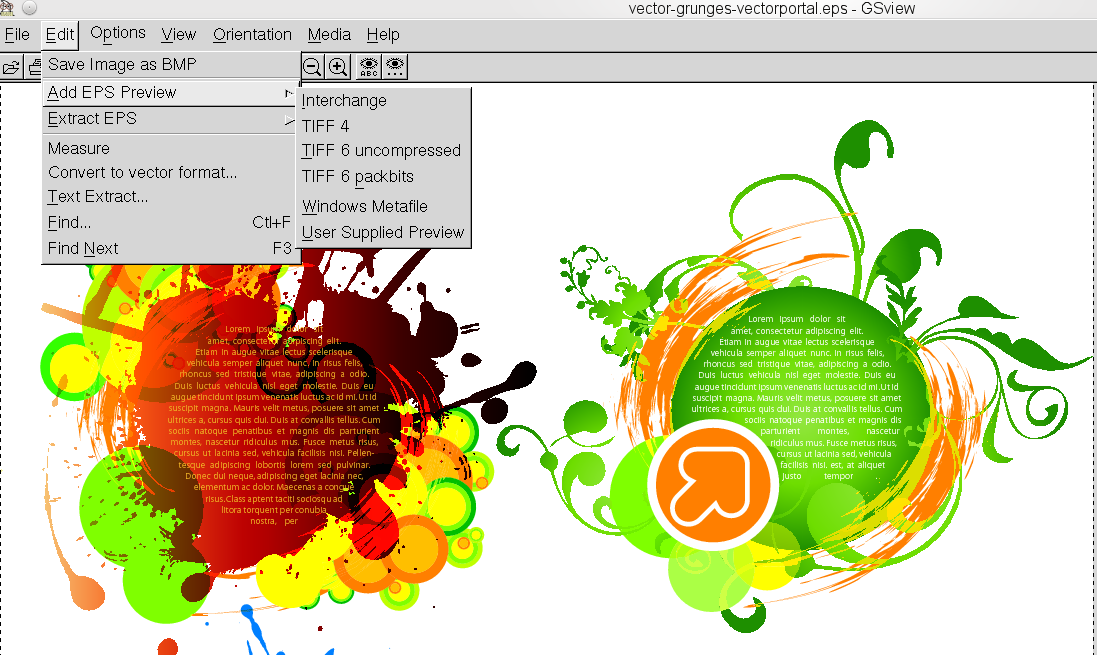 vector-grunges-vectorportal.eps - GSview
File Edit Options View Orientation Media Help
Save Image as BMP
Add EPS Preview
Extract EPS
Measure
Convert to vector format...
Text Extract...
Find... Ctl+F
Find Next F3
Interchange
TIFF 4
TIFF 6 uncompressed
TIFF 6 packbits
Windows Metafile
User Supplied Preview
ABC
Lorem ipsum dolor sit
amet, consectetur adipiscing elit.
Etiam in augue vitae lectus scelerisque
vehicula semper aliquet nunc, in risus felis,
rhoncus sed tristique vitae, adipiscing a odio.
Duis luctus vehicula nisl eget molestie. Duis eu
augue tincidunt ipsum venenatis luctus ac id mi. Ut id
suscipit magna. Mauris velit metus, posuere sit amet
ultrices a, cursus quis dui. Duis at convallis tellus. Cum
sociis natoque penatibus et magnis dis parturient
montes, nascetur ridiculus mus. Fusce metus risus,
cursus ut lacinia sed, vehicula facilisis nisl. Pellen-
tesque adipiscing lobortis lorem sed pulvinar.
Donec dui neque, adipiscing eget lacinia nec,
elementum ac dolor. Maecenas a congue
risus.Class aptent taciti sociosqu ad
litora torquent per conubia
nostra, per
Lorem ipsum dolor sit
amet, consectetur adipiscing elit.
Etiam in augue vitae lectus scelerisque
vehicula semper aliquet nunc, in risus felis,
rhoncus sed tristique vitae, adipiscing a odio.
Duis luctus vehicula nisl eget molestie. Duis eu
augue tincidunt ipsum venenatis luctus ac id mi. Ut id
suscipit magna. Mauris velit metus, posuere sit amet
ultrices a, cursus quis dui. Duis at convallis tellus. Cum
sociis natoque penatibus et magnis dis
parturient montes, nascetur
ridiculus mus. Fusce metus risus,
cursus ut lacinia sed, vehicula
facilisis nisl. est, at aliquet
justo tempor